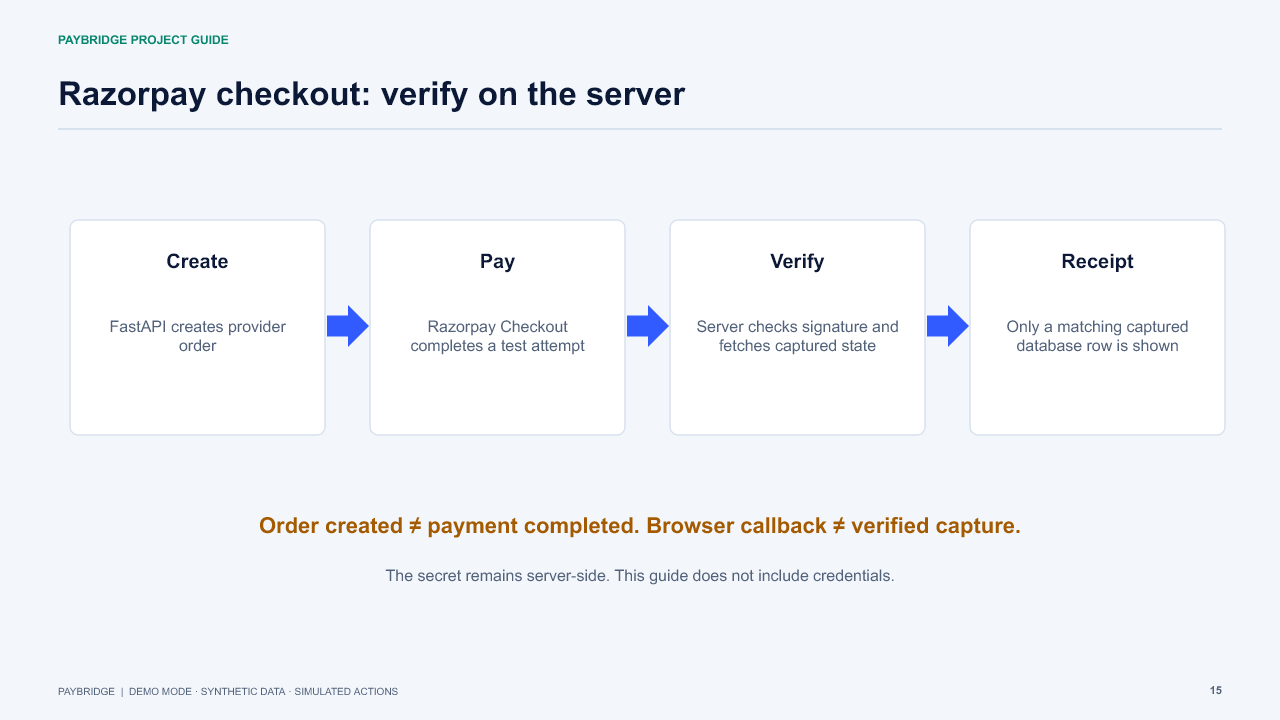 PAYBRIDGE PROJECT GUIDE
Razorpay checkout: verify on the server
Create
FastAPI creates provider
order
Pay
Razorpay Checkout
completes a test attempt
Verify
Server checks signature and
fetches captured state
Receipt
Only a matching captured
database row is shown
Order created ≠ payment completed. Browser callback ≠ verified capture.
The secret remains server-side. This guide does not include credentials.
PAYBRIDGE | DEMO MODE · SYNTHETIC DATA · SIMULATED ACTIONS
15